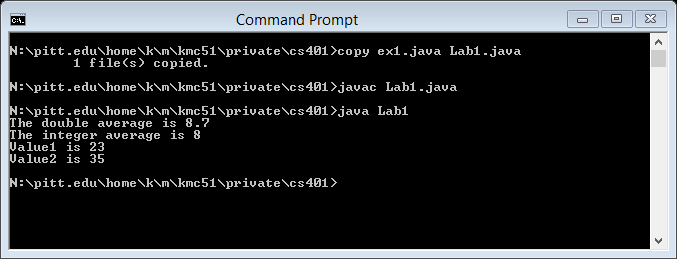 Command Prompt
N:\pitt.edu\home\k\m\kmc51\private\cs401>copy ex1.java Lab1.java
        1 file(s) copied.
N:\pitt.edu\home\k\m\kmc51\private\cs401>javac Lab1.java
N:\pitt.edu\home\k\m\kmc51\private\cs401>java Lab1
The double average is 8.7
The integer average is 8
Value1 is 23
Value2 is 35
N:\pitt.edu\home\k\m\kmc51\private\cs401>